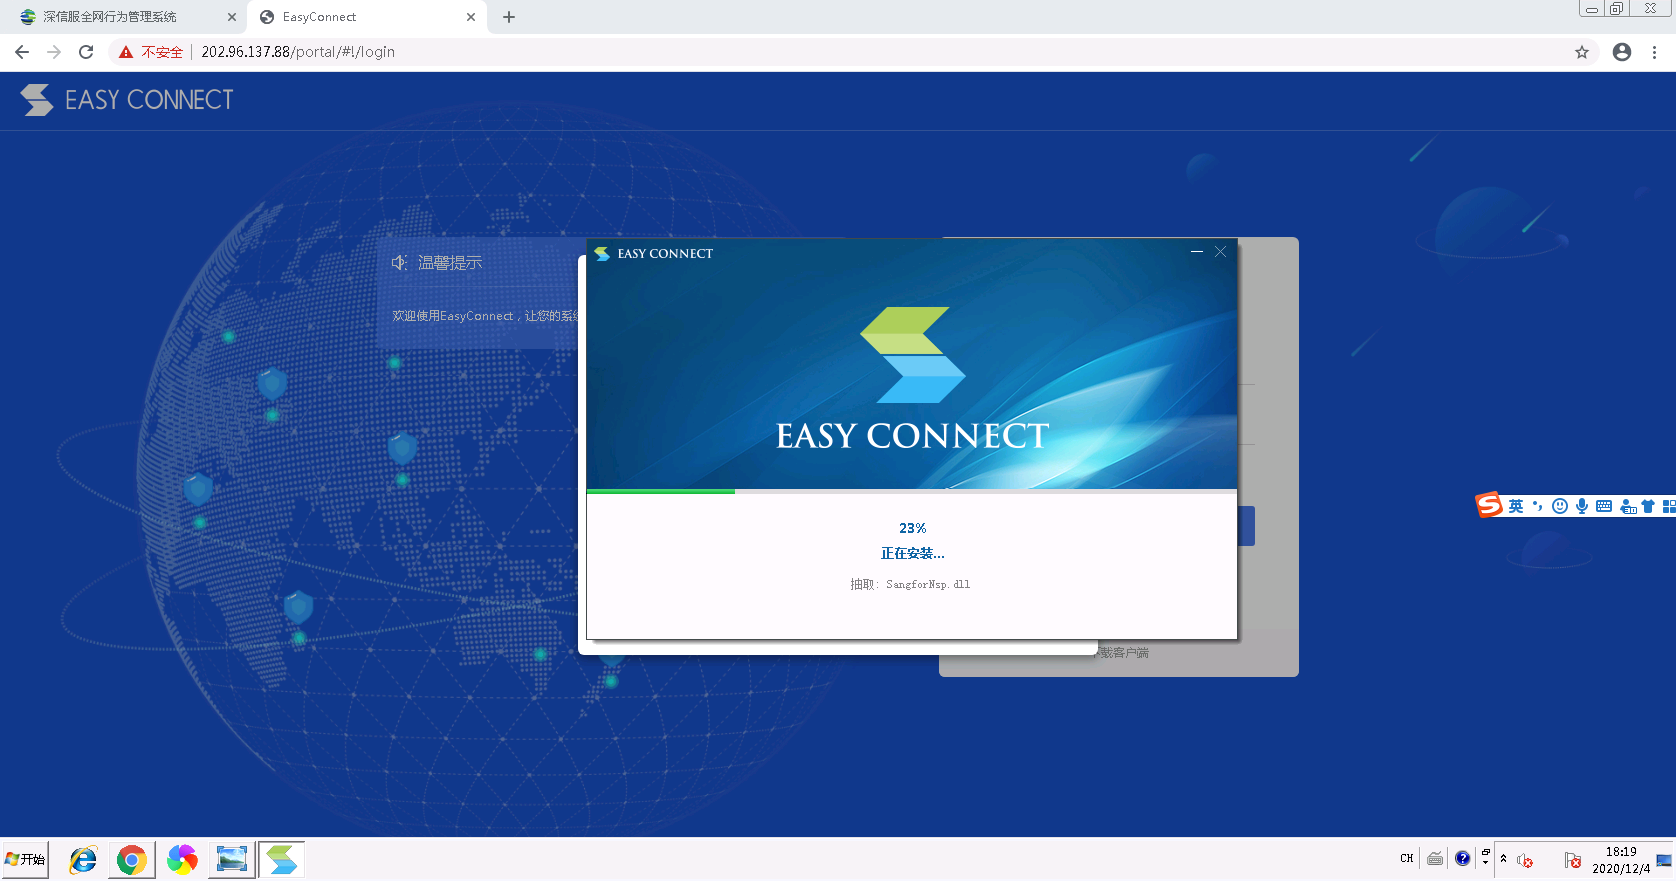 深信服全网行为管理系统
EasyConnect
不安全
202.96.137.88/portal/#!/login
EASY CONNECT
温馨提示
欢迎使用EasyConnect，让您的系
EASY CONNECT
EASY CONNECT
23%
正在安装...
抽取: SangforNsp.dll
载客户端
英
开始
CH
18:19
2020/12/4